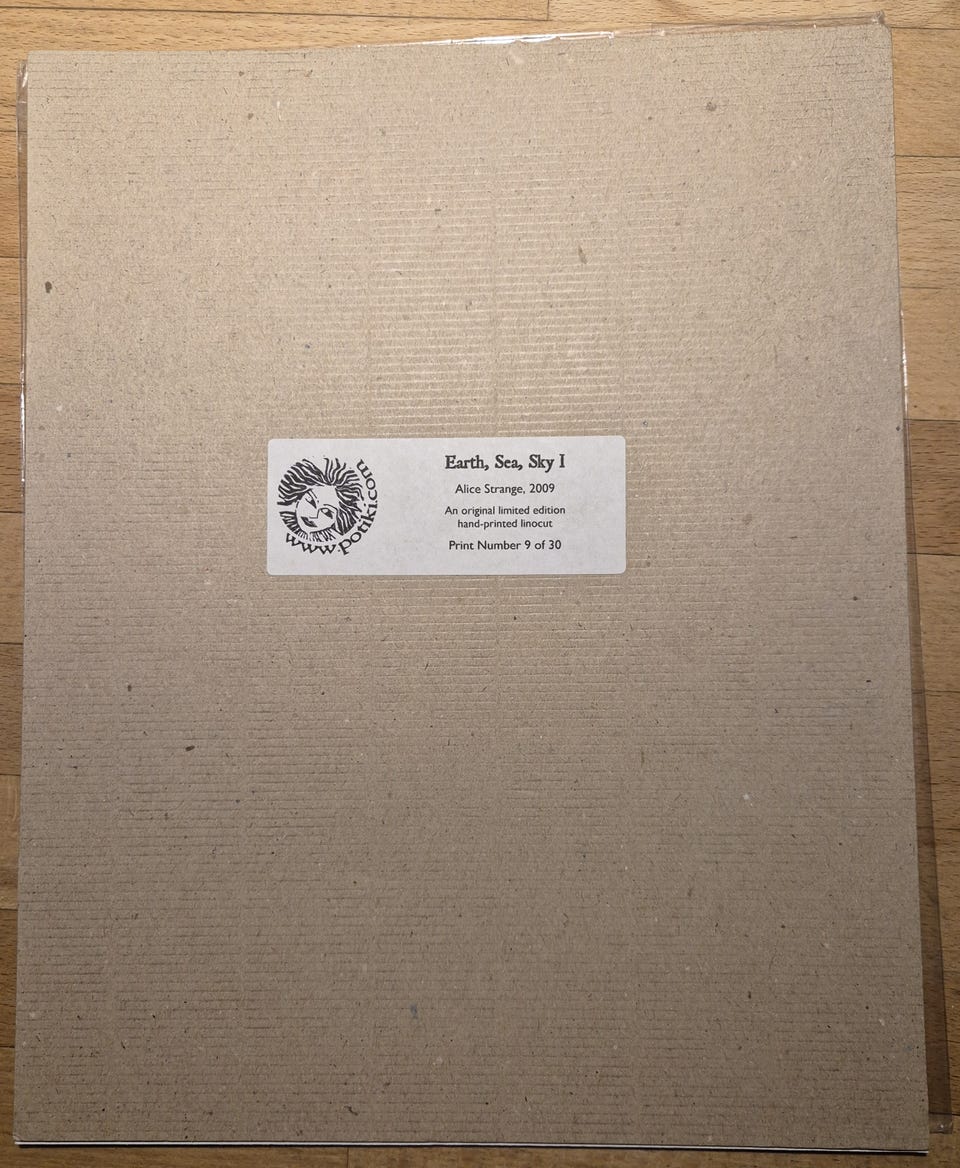 www.potiki.com
Earth, Sea, Sky I
Alice Strange, 2009
An original limited edition
hand-printed linocut
Print Number 9 of 30